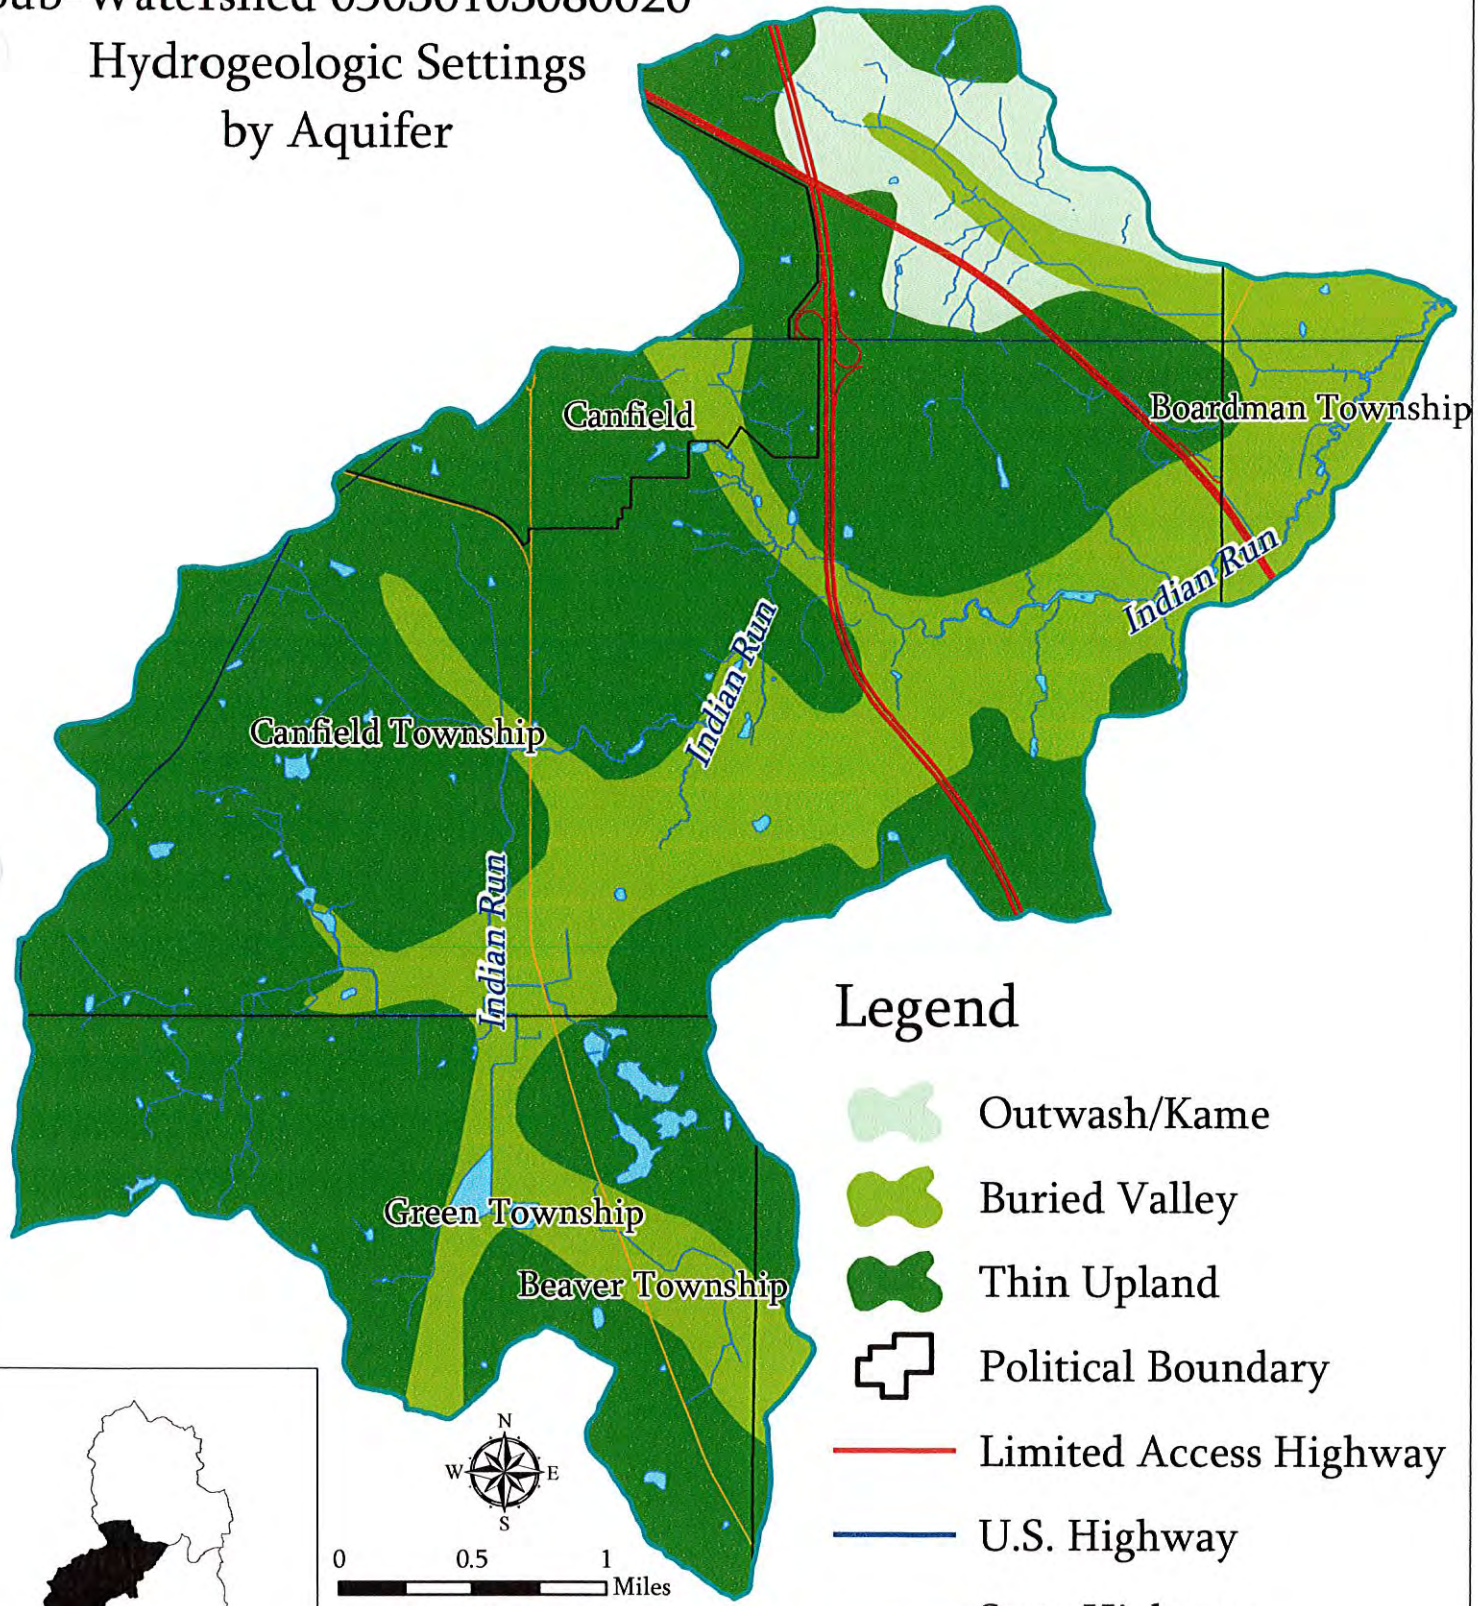 Hydrogeologic Settings
by Aquifer
Canfield
Boardman Township
Indian Run
Indian Run
Canfield Township
Indian Run
Legend
Outwash/Kame
Buried Valley
Green Township
Thin Upland
Beaver Township
Political Boundary
Limited Access Highway
N
W E
S
U.S. Highway
0 0.5 1
Miles